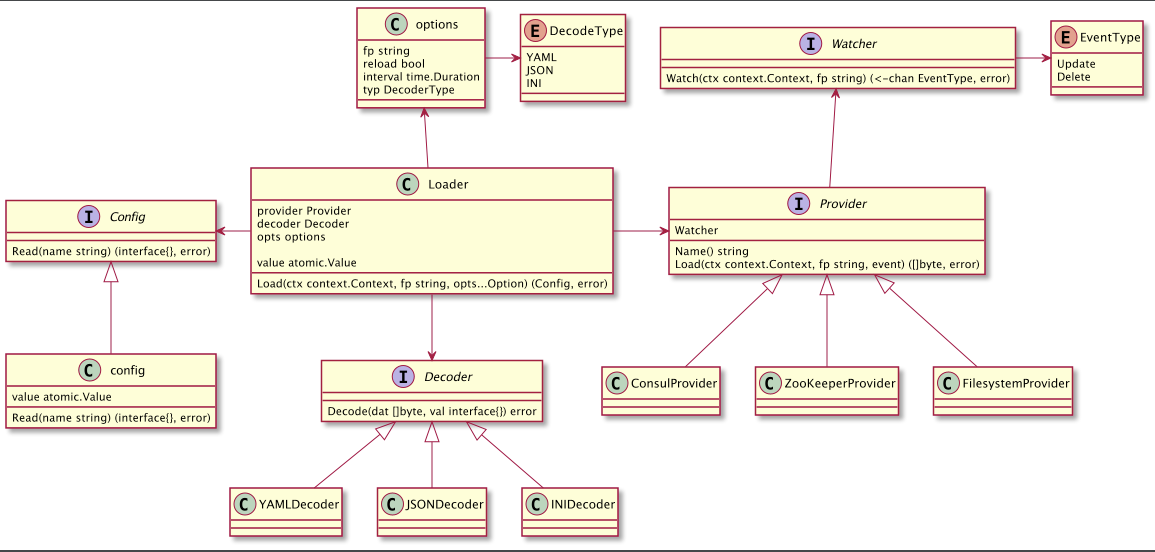 C options
fp string
reload bool
interval time.Duration
typ DecoderType
E DecodeType
YAML
JSON
INI
I Watcher
Watch(ctx context.Context, fp string) (<-chan EventType, error)
E EventType
Update
Delete
I Config
Read(name string) (interface{}, error)
C Loader
provider Provider
decoder Decoder
opts options
value atomic.Value
Load(ctx context.Context, fp string, opts...Option) (Config, error)
I Provider
Watcher
Name() string
Load(ctx context.Context, fp string, event) ([]byte, error)
C config
value atomic.Value
Read(name string) (interface{}, error)
I Decoder
Decode(dat []byte, val interface{}) error
C ConsulProvider
C ZooKeeperProvider
C FilesystemProvider
C YAMLDecoder
C JSONDecoder
C INIDecoder